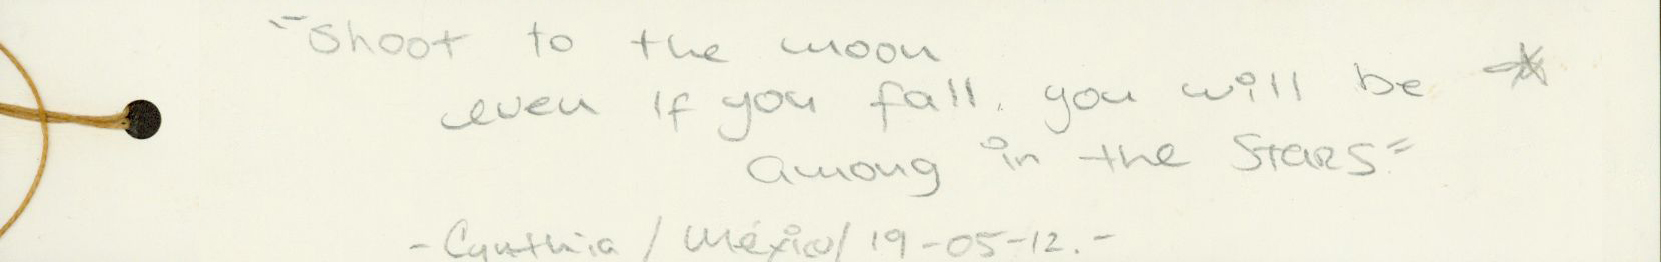 "Shoot to the moon
even if you fall. you will be
among in the Stars"
- Cynthia / México / 19-05-12. -